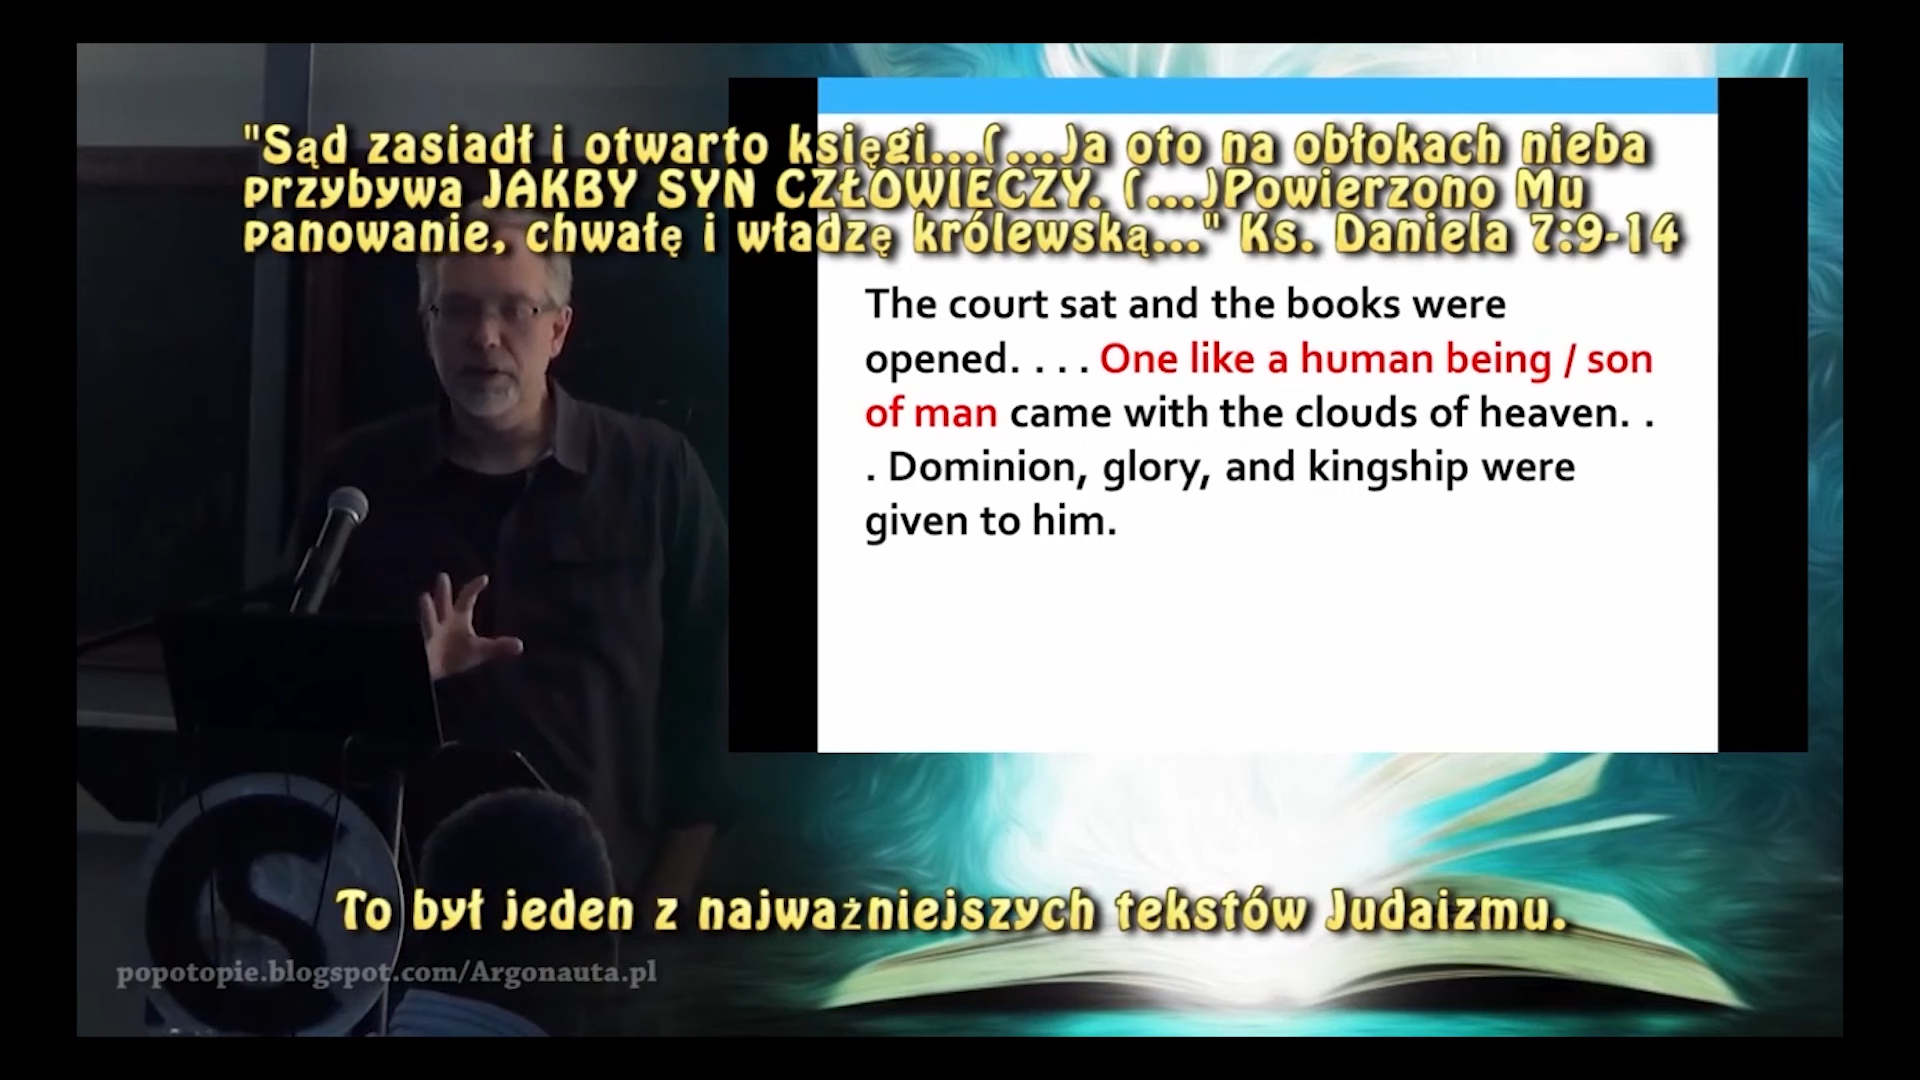 "Sąd zasiadł i otwarto księgi...(...)a oto na obłokach nieba
przybywa JAKBY SYN CZŁOWIECZY. (...)Powierzono Mu
panowanie, chwałę i władzę królewską..." Ks. Daniela 7:9-14
The court sat and the books were
opened. . . . One like a human being / son
of man came with the clouds of heaven. .
. Dominion, glory, and kingship were
given to him.
To był jeden z najważniejszych tekstów Judaizmu.
S
popotopie.blogspot.com/Argonauta.pl